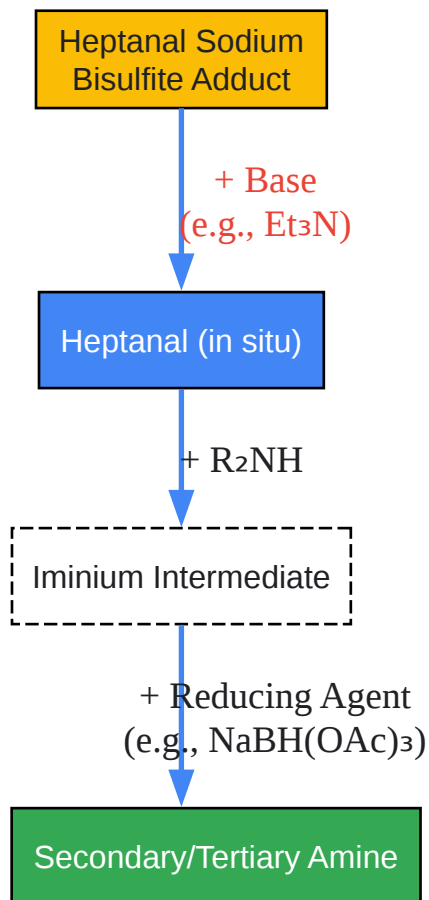 Heptanal Sodium
Bisulfite Adduct
+ Base
(e.g., Et₃N)
Heptanal (in situ)
+ R₂NH
Iminium Intermediate
+ Reducing Agent
(e.g., NaBH(OAc)₃)
Secondary/Tertiary Amine